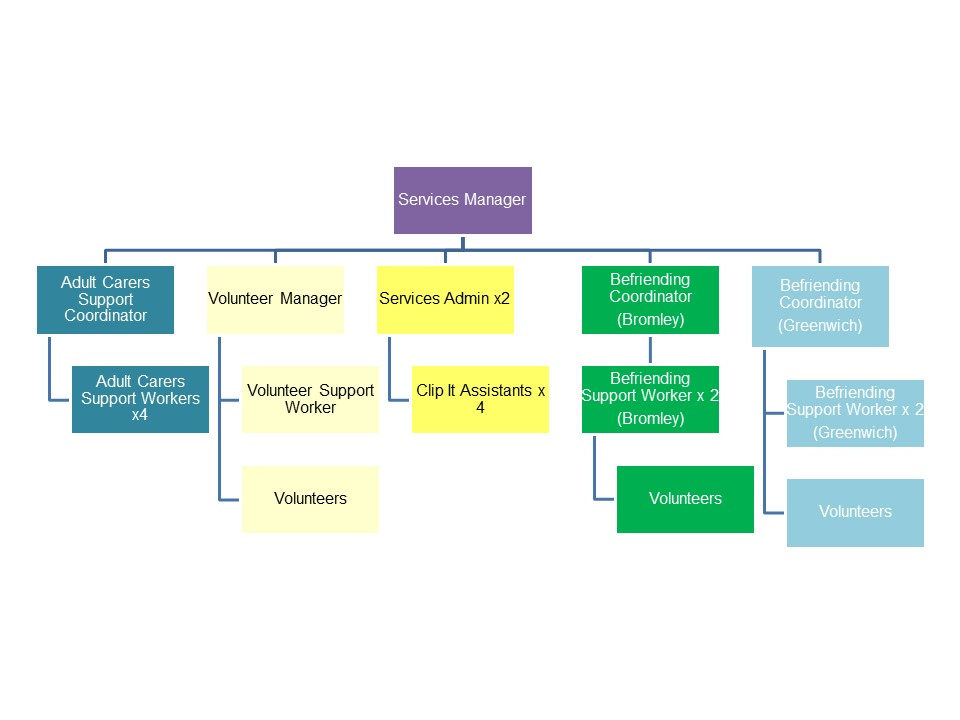 Services Manager
Adult Carers
Support
Coordinator
Volunteer Manager
Services Admin x2
Befriending
Coordinator
(Bromley)
Befriending
Coordinator
(Greenwich)
Adult Carers
Support Workers
x4
Volunteer Support
Worker
Clip It Assistants x
4
Befriending
Support Worker x 2
(Bromley)
Befriending
Support Worker x 2
(Greenwich)
Volunteers
Volunteers
Volunteers